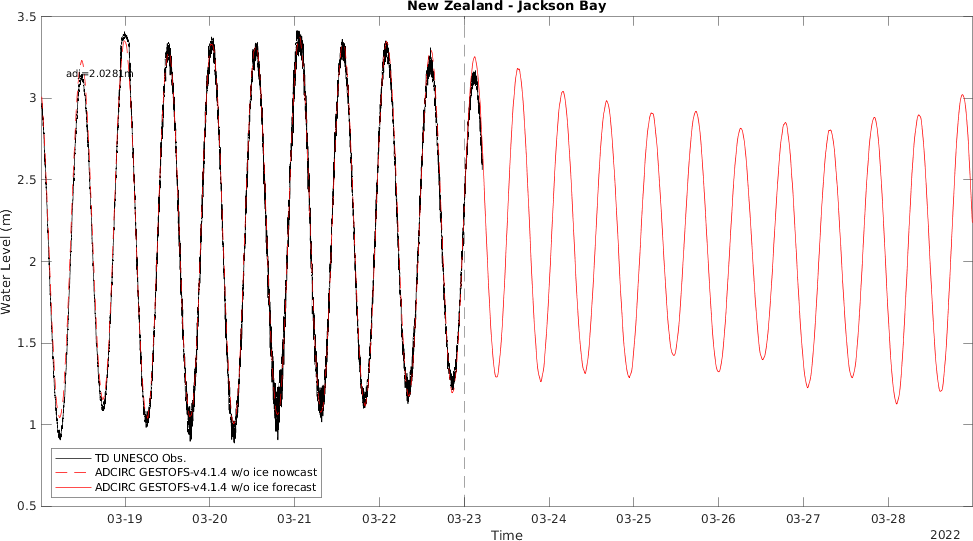 New Zealand - Jackson Bay
3.5
3
2.5
2
1.5
1
0.5
Water Level (m)
adj=2.0281m
TD UNESCO Obs.
ADCIRC GESTOFS-v4.1.4 w/o ice nowcast
ADCIRC GESTOFS-v4.1.4 w/o ice forecast
03-19 03-20 03-21 03-22 03-23 03-24 03-25 03-26 03-27 03-28
Time
2022